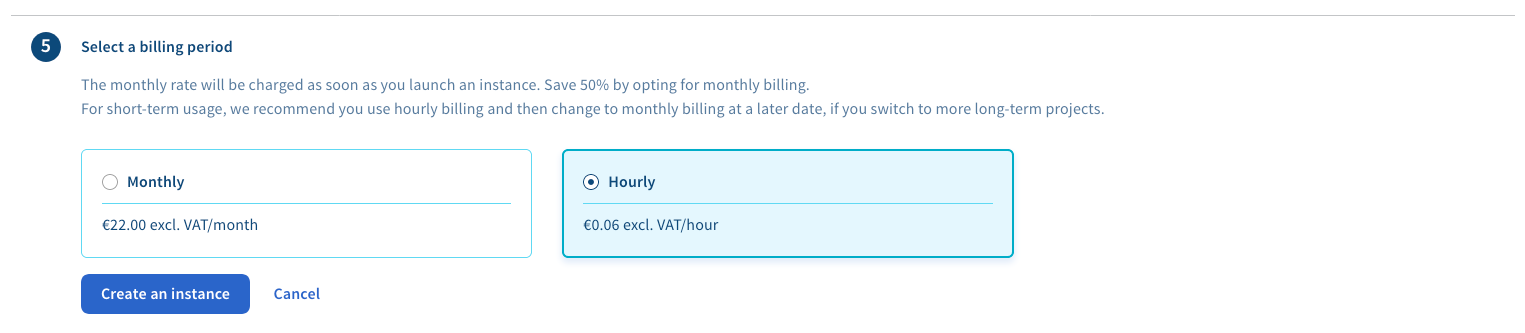 5 Select a billing period
The monthly rate will be charged as soon as you launch an instance. Save 50% by opting for monthly billing.
For short-term usage, we recommend you use hourly billing and then change to monthly billing at a later date, if you switch to more long-term projects.
Monthly
€22.00 excl. VAT/month
Hourly
€0.06 excl. VAT/hour
Create an instance Cancel